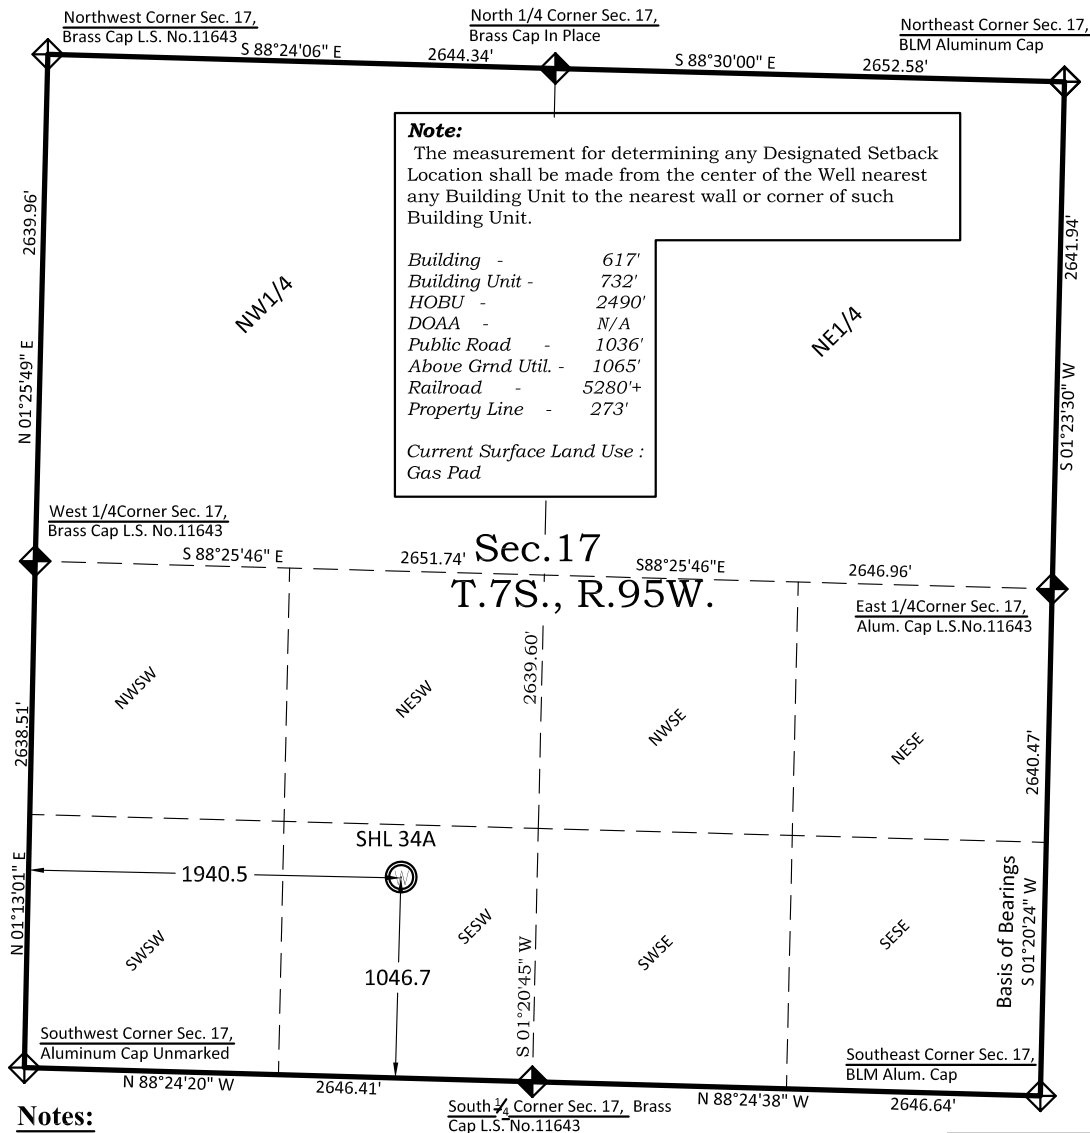 Northwest Corner Sec. 17,
Brass Cap L.S. No.11643
North 1/4 Corner Sec. 17,
Brass Cap In Place
Northeast Corner Sec. 17,
BLM Aluminum Cap
S 88°24'06" E
2644.34'
S 88°30'00" E
2652.58'
Note:
The measurement for determining any Designated Setback
Location shall be made from the center of the Well nearest
any Building Unit to the nearest wall or corner of such
Building Unit.
Building - 617'
Building Unit - 732'
HOBU - 2490'
DOAA - N/A
Public Road - 1036'
Above Grnd Util. - 1065'
Railroad - 5280'+
Property Line - 273'
Current Surface Land Use :
Gas Pad
2639.96'
N 01°25'49" E
NW1/4
NE1/4
2641.94'
S 01°23'30" W
West 1/4Corner Sec. 17,
Brass Cap L.S. No.11643
S 88°25'46" E
2651.74'
Sec.17
T.7S., R.95W.
S88°25'46"E
2646.96'
East 1/4Corner Sec. 17,
Alum. Cap L.S.No.11643
2639.60'
NWSW
NESW
NWSE
NESE
2638.51'
2640.47'
SHL 34A
1940.5
1046.7
N 01°13'01" E
SWSW
SESW
S 01°20'45" W
SWSE
SESE
Basis of Bearings
S 01°20'24" W
Southwest Corner Sec. 17,
Aluminum Cap Unmarked
Southeast Corner Sec. 17,
BLM Alum. Cap
N 88°24'20" W
2646.41'
South 1/4 Corner Sec. 17, Brass
Cap L.S. No.11643
N 88°24'38" W
2646.64'
Notes: